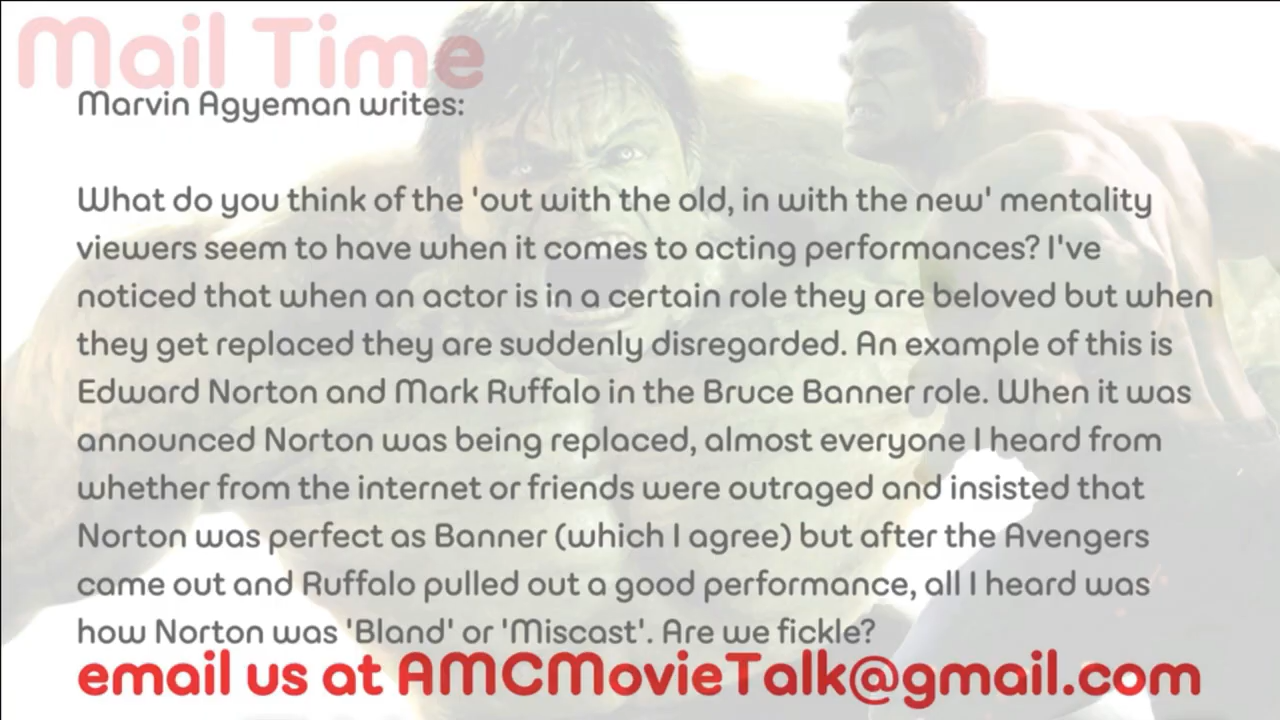 Mail Time
Marvin Agyeman writes:
What do you think of the 'out with the old, in with the new' mentality
viewers seem to have when it comes to acting performances? I've
noticed that when an actor is in a certain role they are beloved but when
they get replaced they are suddenly disregarded. An example of this is
Edward Norton and Mark Ruffalo in the Bruce Banner role. When it was
announced Norton was being replaced, almost everyone I heard from
whether from the internet or friends were outraged and insisted that
Norton was perfect as Banner (which I agree) but after the Avengers
came out and Ruffalo pulled out a good performance, all I heard was
how Norton was 'Bland' or 'Miscast'. Are we fickle?
email us at AMCMovieTalk@gmail.com